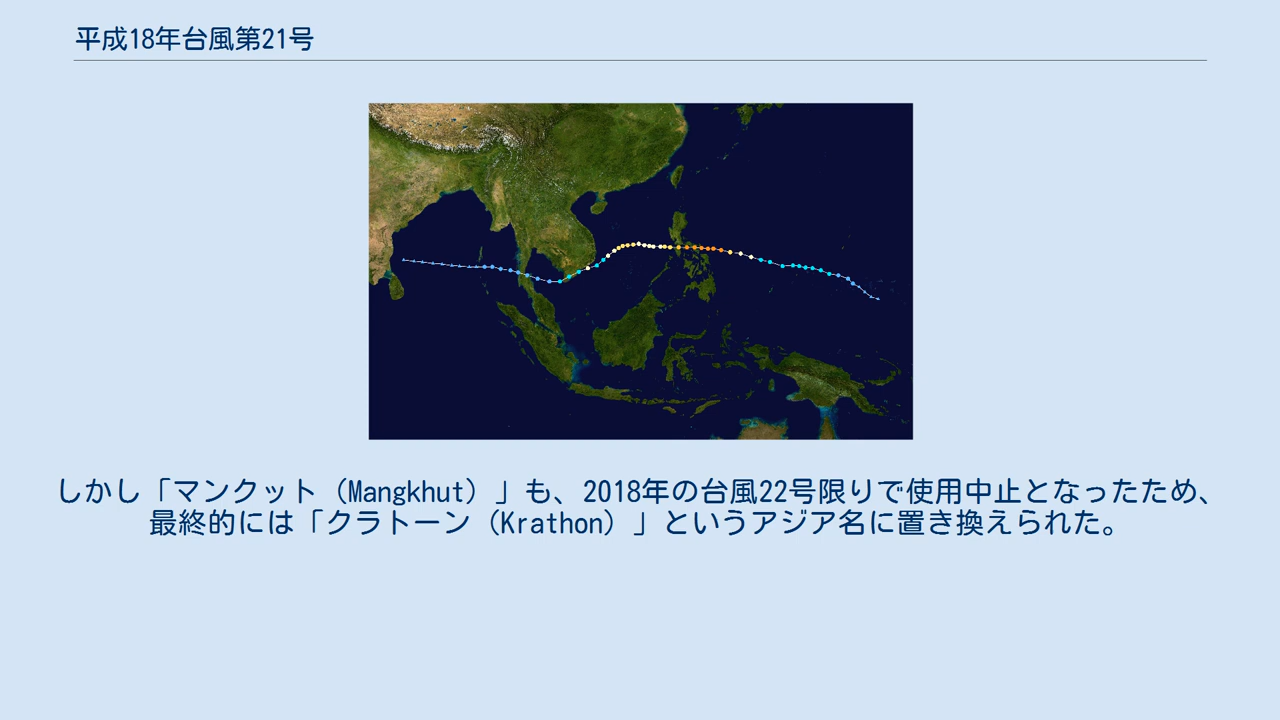 平成18年台風第21号
しかし「マンクット（Mangkhut）」も、2018年の台風22号限りで使用中止となったため、
最終的には「クラトーン（Krathon）」というアジア名に置き換えられた。